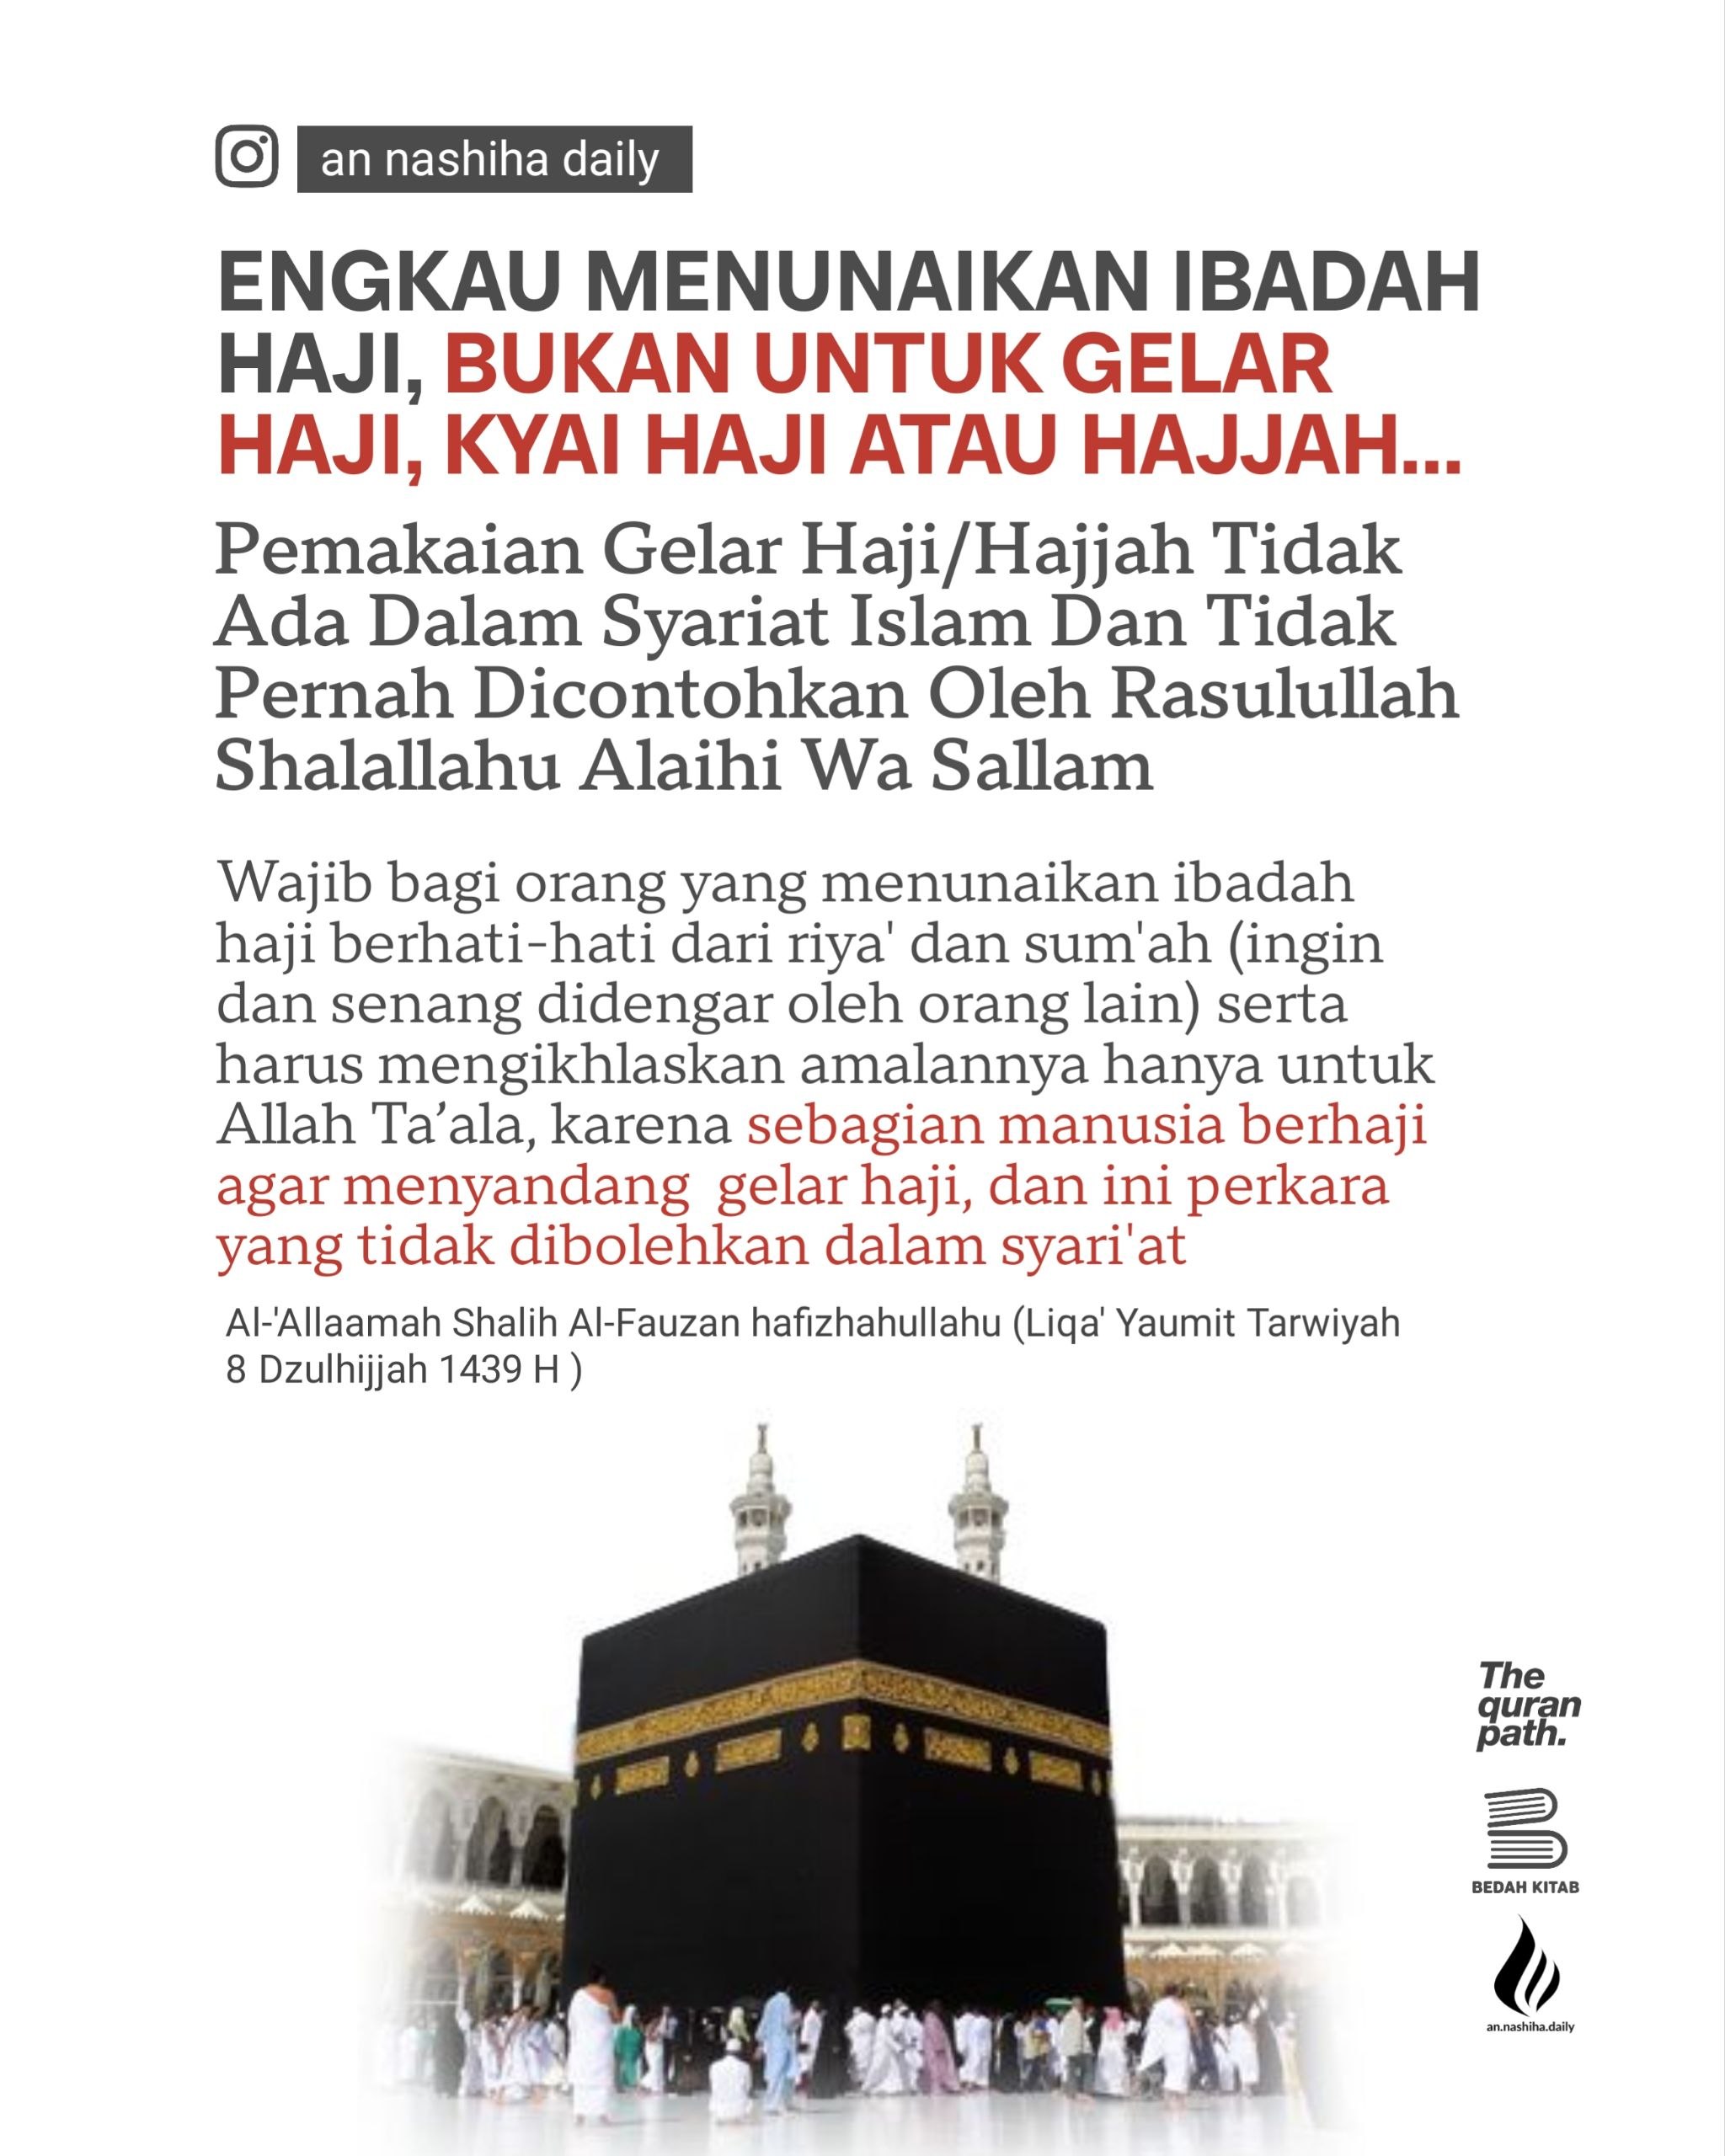 an nashiha daily
ENGKAU MENUNAIKAN IBADAH
HAJI, BUKAN UNTUK GELAR
HAJI, KYAI HAJI ATAU HAJJAH...
Pemakaian Gelar Haji/Hajjah Tidak
Ada Dalam Syariat Islam Dan Tidak
Pernah Dicontohkan Oleh Rasulullah
Shalallahu Alaihi Wa Sallam
Wajib bagi orang yang menunaikan ibadah
haji berhati-hati dari riya' dan sum'ah (ingin
dan senang didengar oleh orang lain) serta
harus mengikhlaskan amalannya hanya untuk
Allah Ta’ala, karena sebagian manusia berhaji
agar menyandang  gelar haji, dan ini perkara
yang tidak dibolehkan dalam syari'at
Al-'Allaamah Shalih Al-Fauzan hafizhahullahu (Liqa' Yaumit Tarwiyah
8 Dzulhijjah 1439 H )
The
quran
path.
BEDAH KITAB
an.nashiha.daily